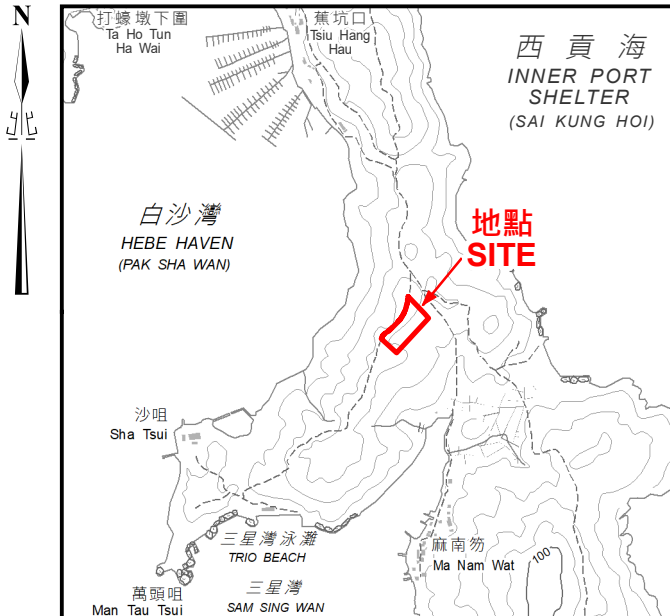 N
北
打蠔墩下圍
Ta Ho Tun
Ha Wai
蕉坑口
Tsiu Hang
Hau
西貢海
INNER PORT
SHELTER
(SAI KUNG HOI)
白沙灣
HEBE HAVEN
(PAK SHA WAN)
地點
SITE
沙咀
Sha Tsui
三星灣泳灘
TRIO BEACH
麻南笏
Ma Nam Wat
100
萬頭咀
Man Tau Tsui
三星灣
SAM SING WAN